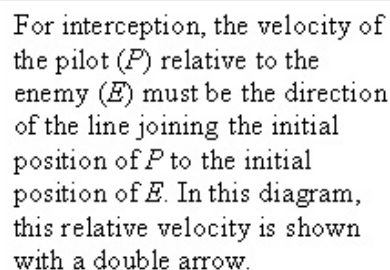 For interception, the velocity of
the pilot (P) relative to the
enemy (E) must be the direction
of the line joining the initial
position of P to the initial
position of E. In this diagram,
this relative velocity is shown
with a double arrow.